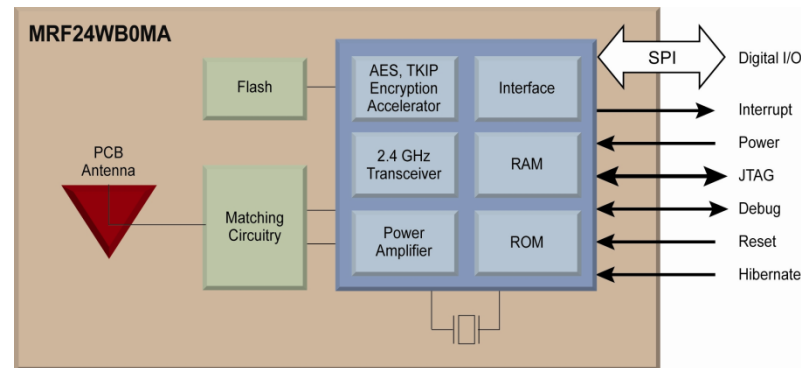 MRF24WB0MA
Flash
AES, TKIP
Encryption
Accelerator
Interface
SPI
Digital I/O
Interrupt
Power
JTAG
Debug
Reset
Hibernate
PCB
Antenna
Matching
Circuitry
2.4 GHz
Transceiver
RAM
Power
Amplifier
ROM